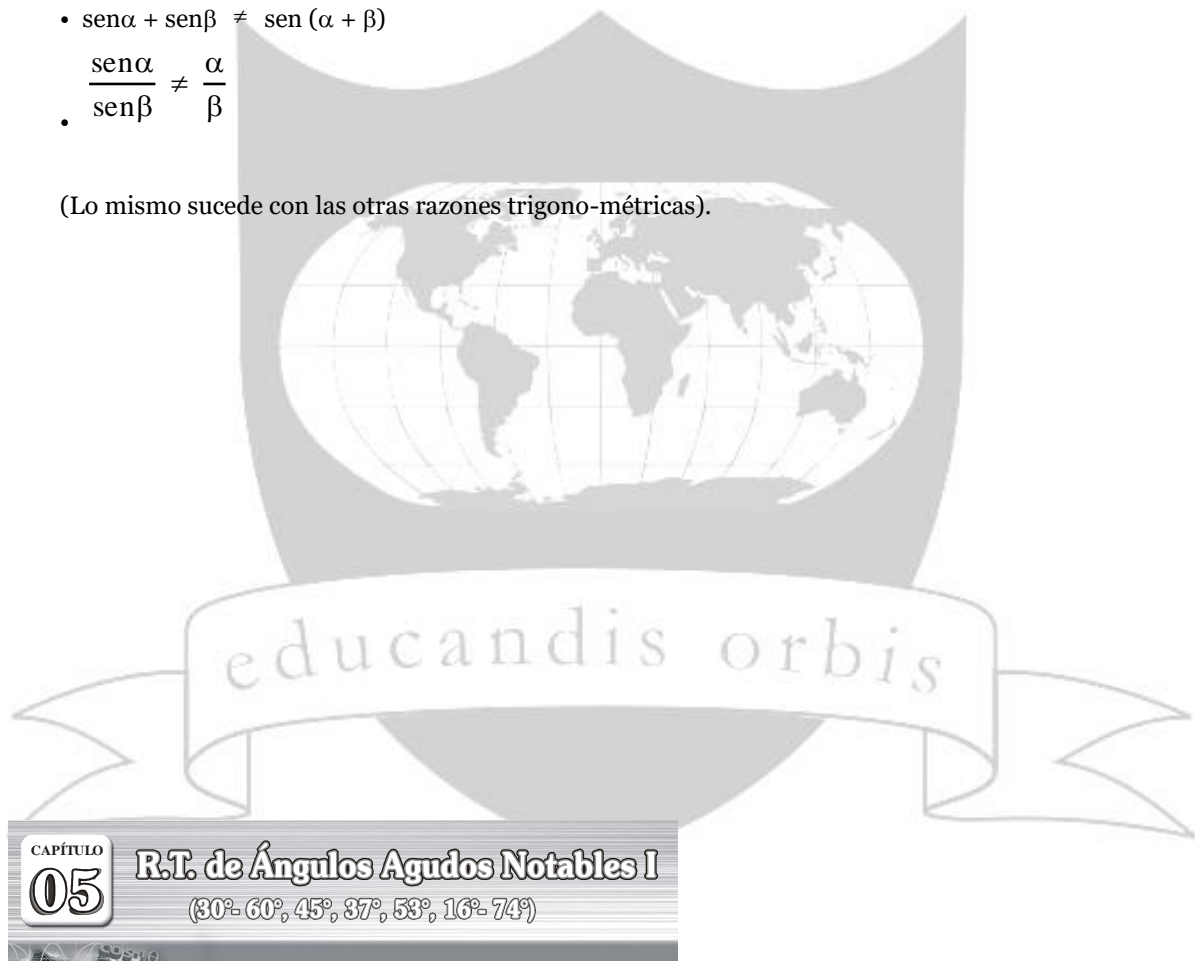 • senα + senβ ≠ sen (α + β)
• senα/senβ ≠ α/β
(Lo mismo sucede con las otras razones trigono-métricas).
educandis orbis
CAPÍTULO
05
R.T. de Ángulos Agudos Notables I
(30°- 60°, 45°, 37°, 53°, 16°- 74°)